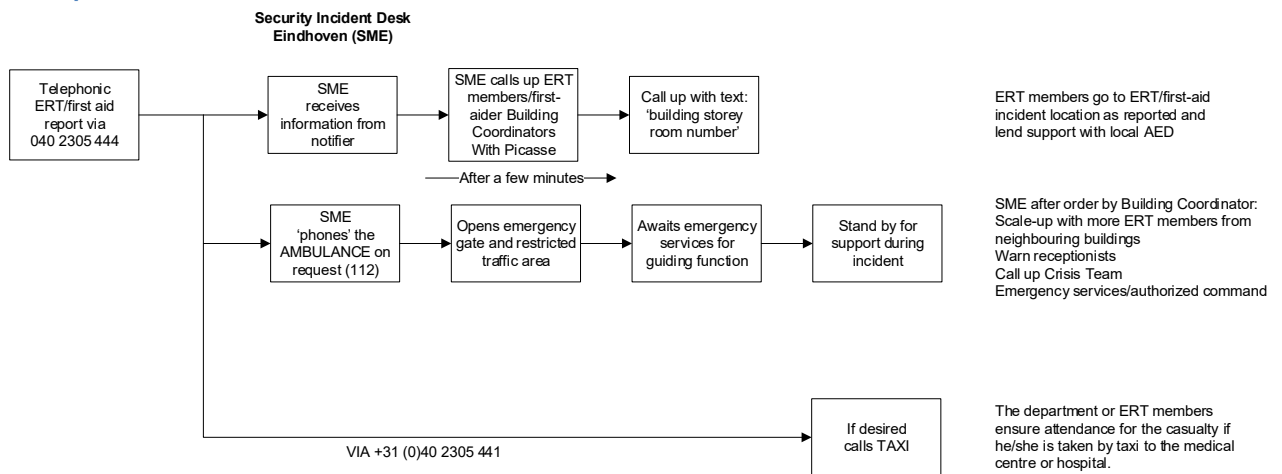 Security Incident Desk
Eindhoven (SME)
Telephonic
ERT/first aid
report via
040 2305 444
SME
receives
information from
notifier
SME calls up ERT
members/first-
aider Building
Coordinators
With Picasse
Call up with text:
'building storey
room number'
ERT members go to ERT/first-aid
incident location as reported and
lend support with local AED
After a few minutes
SME
'phones' the
AMBULANCE on
request (112)
Opens emergency
gate and restricted
traffic area
Awaits emergency
services for
guiding function
Stand by for
support during
incident
SME after order by Building Coordinator:
Scale-up with more ERT members from
neighbouring buildings
Warn receptionists
Call up Crisis Team
Emergency services/authorized command
If desired
calls TAXI
VIA +31 (0)40 2305 441
The department or ERT members
ensure attendance for the casualty if
he/she is taken by taxi to the medical
centre or hospital.